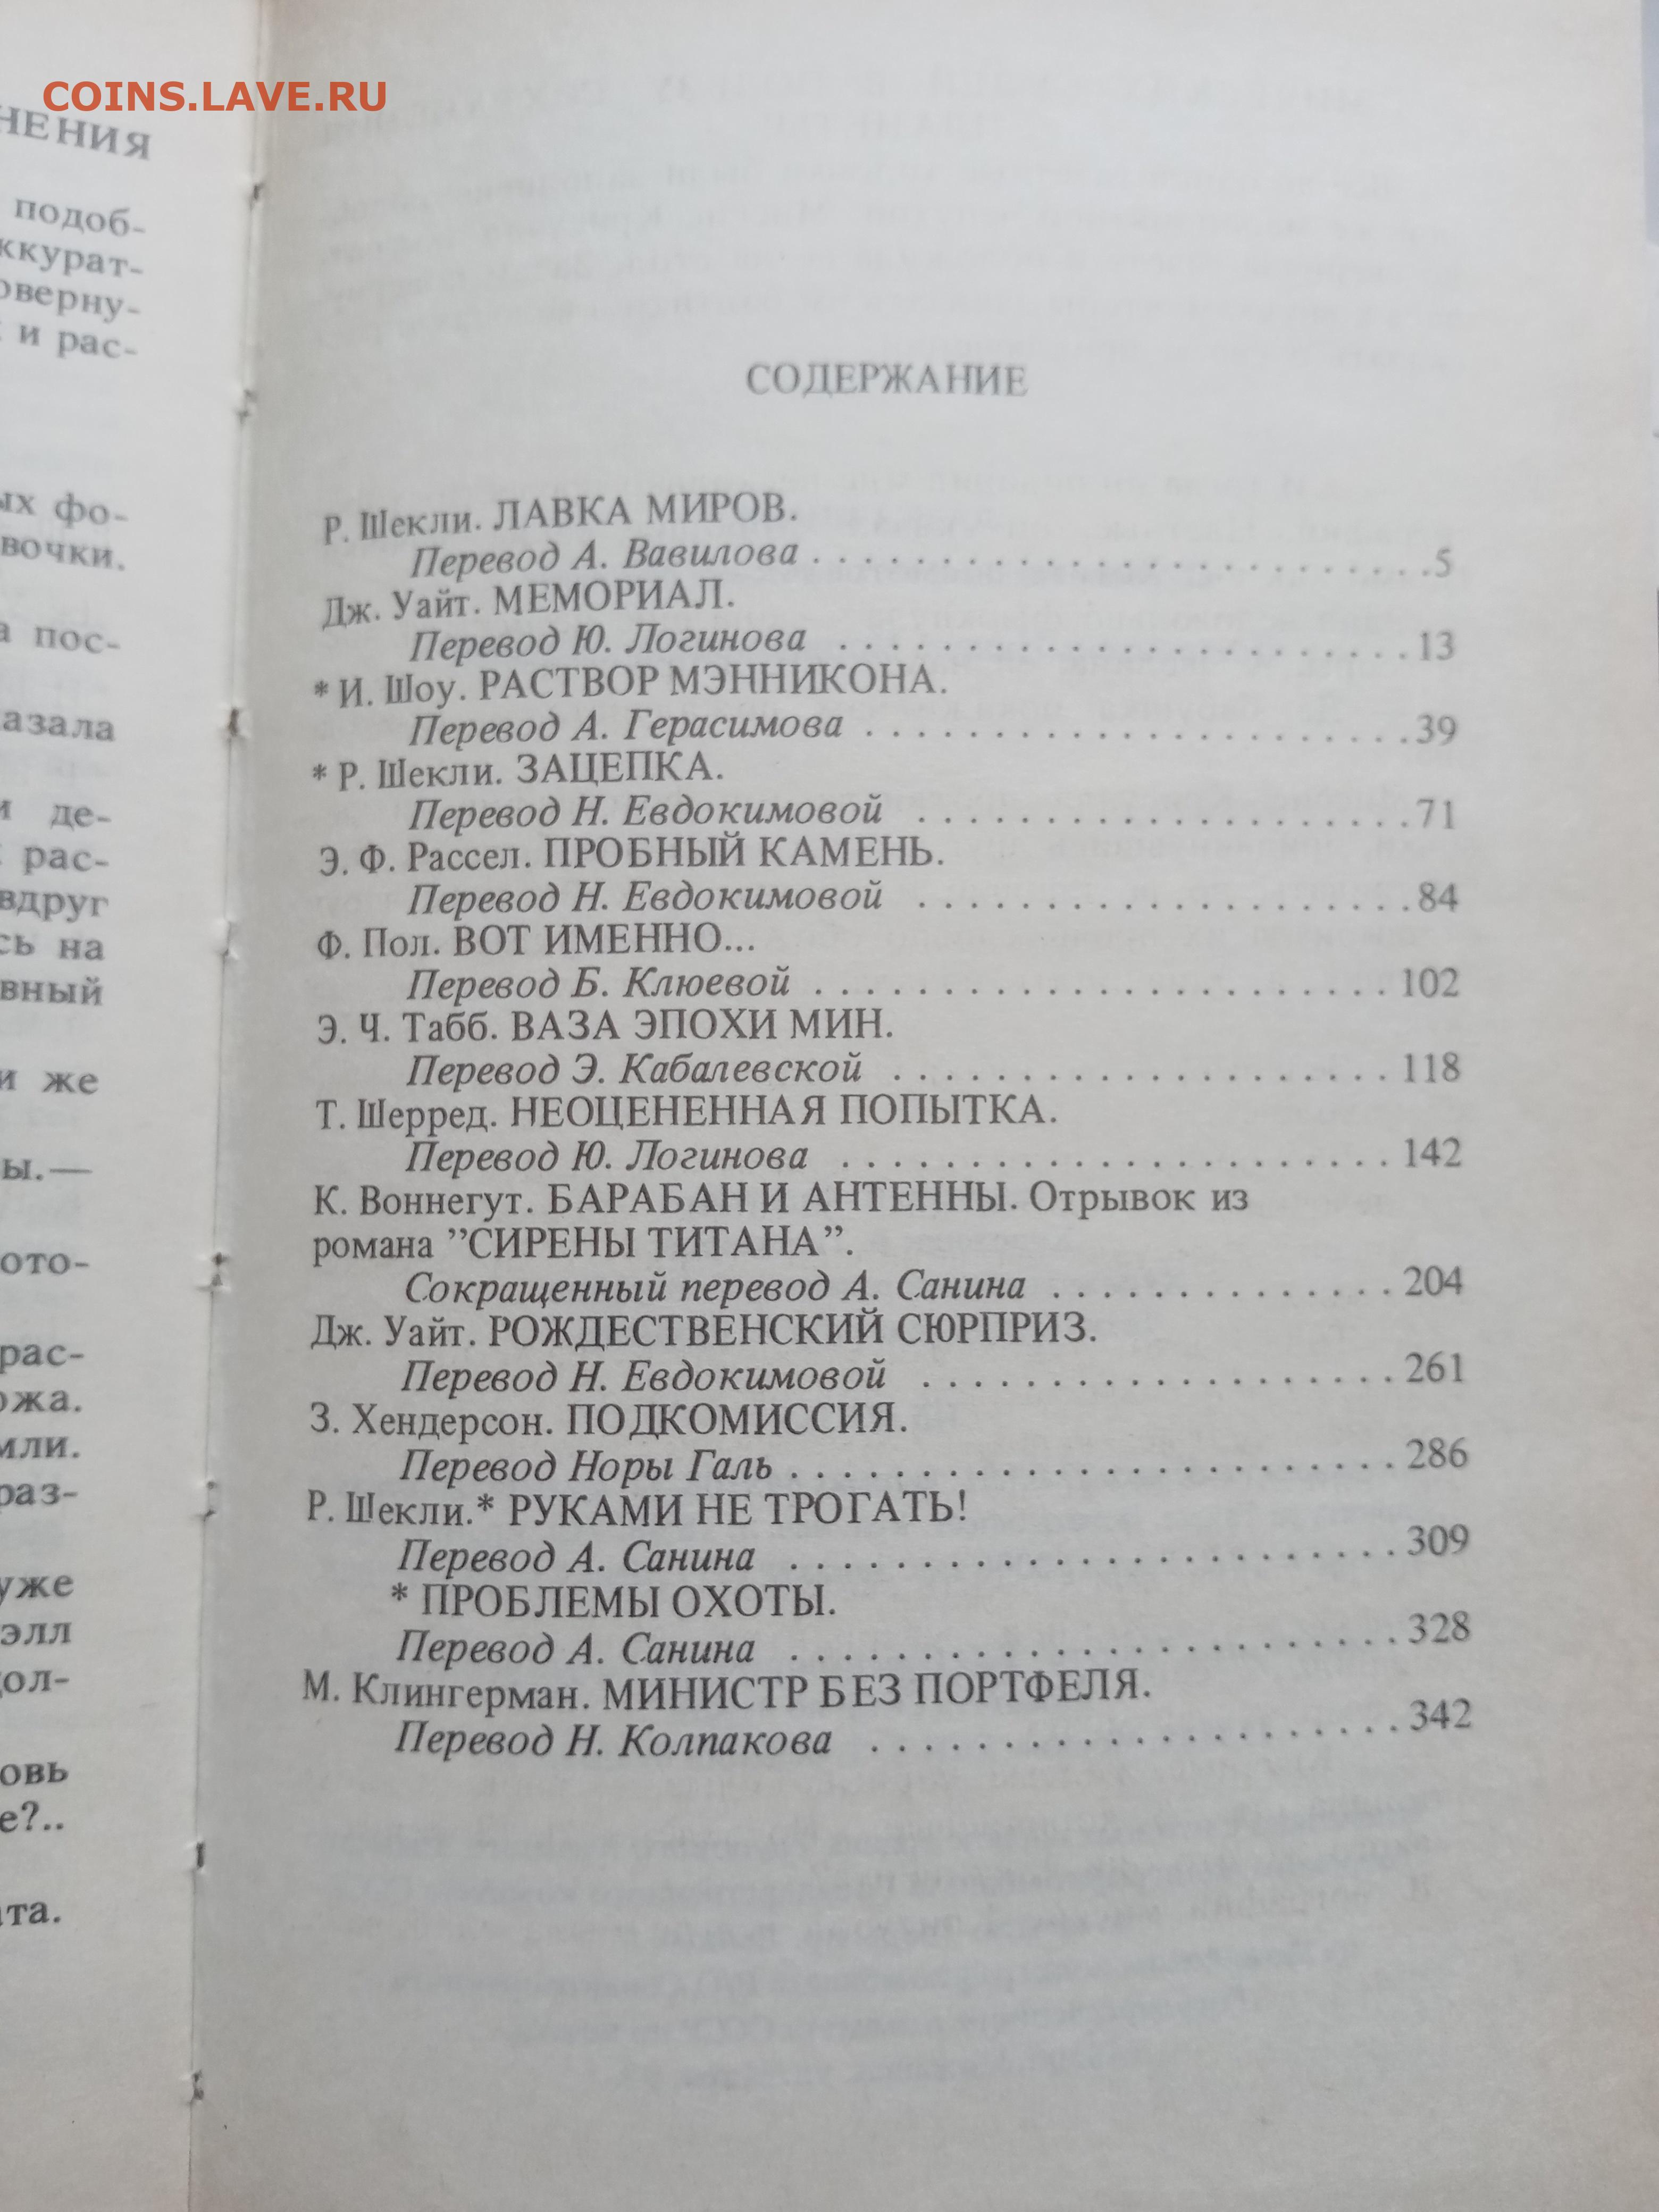 COINS.LAVE.RU
НЕНИЯ
подоб-
ккурат-
оверну-
и рас-
ых фо-
вочки.
а пос-
азала
и де-
рас-
вдруг
сь на
вный
и же
ы.—
ото-
рас-
ожа.
мли.
раз-
уже
элл
дол-
овь
е?..
ата.
СОДЕРЖАНИЕ
Р. Шекли. ЛАВКА МИРОВ.
Перевод А. Вавилова . . . . . . . . . . . . . . . . . . . . . . . . .5
Дж. Уайт. МЕМОРИАЛ.
Перевод Ю. Логинова . . . . . . . . . . . . . . . . . . . . . . .13
* И. Шоу. РАСТВОР МЭННИКОНА.
Перевод А. Герасимова . . . . . . . . . . . . . . . . . . . . . .39
* Р. Шекли. ЗАЦЕПКА.
Перевод Н. Евдокимовой . . . . . . . . . . . . . . . . . . . .71
Э. Ф. Рассел. ПРОБНЫЙ КАМЕНЬ.
Перевод Н. Евдокимовой . . . . . . . . . . . . . . . . . . . .84
Ф. Пол. ВОТ ИМЕННО...
Перевод Б. Клюевой . . . . . . . . . . . . . . . . . . . . . . . 102
Э. Ч. Табб. ВАЗА ЭПОХИ МИН.
Перевод Э. Кабалевской . . . . . . . . . . . . . . . . . . . . 118
Т. Шерред. НЕОЦЕНЕННАЯ ПОПЫТКА.
Перевод Ю. Логинова . . . . . . . . . . . . . . . . . . . . . . 142
К. Воннегут. БАРАБАН И АНТЕННЫ. Отрывок из
романа ”СИРЕНЫ ТИТАНА”.
Сокращенный перевод А. Санина . . . . . . . . . . . . . . 204
Дж. Уайт. РОЖДЕСТВЕНСКИЙ СЮРПРИЗ.
Перевод Н. Евдокимовой . . . . . . . . . . . . . . . . . . . 261
З. Хендерсон. ПОДКОМИССИЯ.
Перевод Норы Галь . . . . . . . . . . . . . . . . . . . . . . . . 286
Р. Шекли.* РУКАМИ НЕ ТРОГАТЬ!
Перевод А. Санина . . . . . . . . . . . . . . . . . . . . . . . . 309
* ПРОБЛЕМЫ ОХОТЫ.
Перевод А. Санина . . . . . . . . . . . . . . . . . . . . . . . . 328
М. Клингерман. МИНИСТР БЕЗ ПОРТФЕЛЯ.
Перевод Н. Колпакова . . . . . . . . . . . . . . . . . . . . . 342